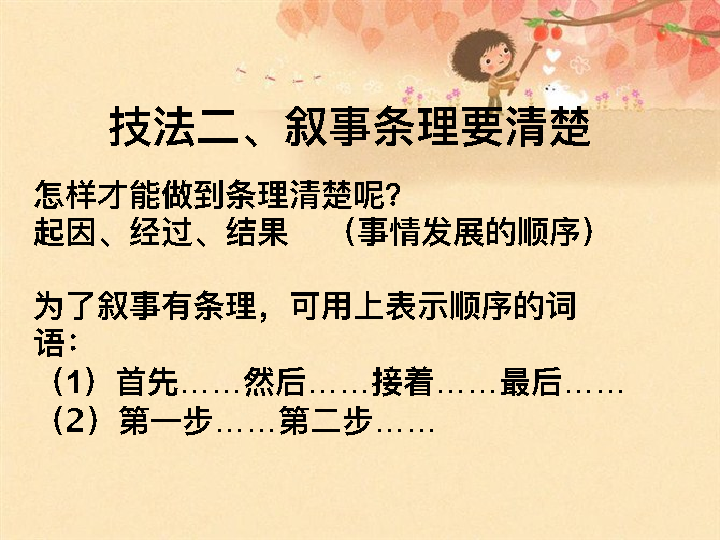 技法二、叙事条理要清楚
怎样才能做到条理清楚呢？
起因、经过、结果　（事情发展的顺序）
为了叙事有条理，可用上表示顺序的词
语：
（1）首先……然后……接着……最后……
（2）第一步……第二步……